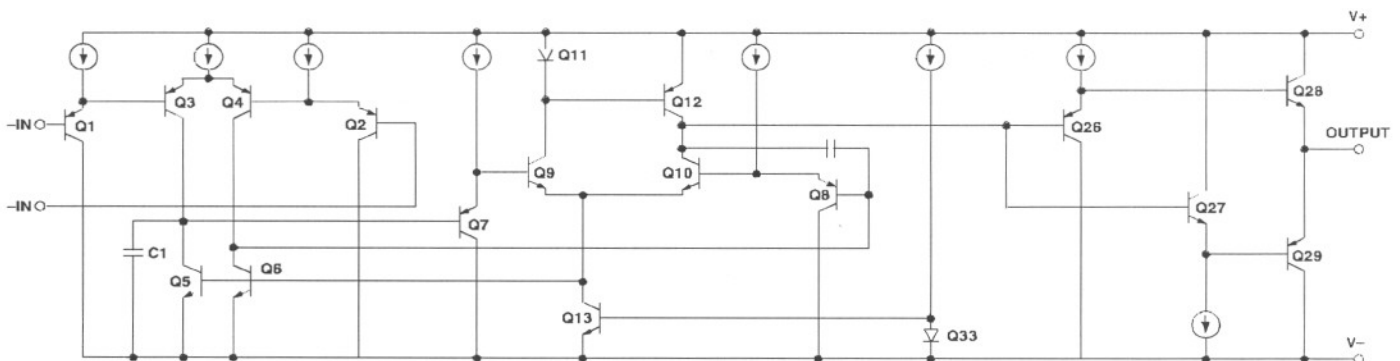 V+
Q11
Q3
Q4
Q12
Q28
–IN
Q1
Q2
Q26
OUTPUT
Q9
Q10
Q8
–IN
Q7
Q27
C1
Q5
Q6
Q29
Q13
Q33
V–